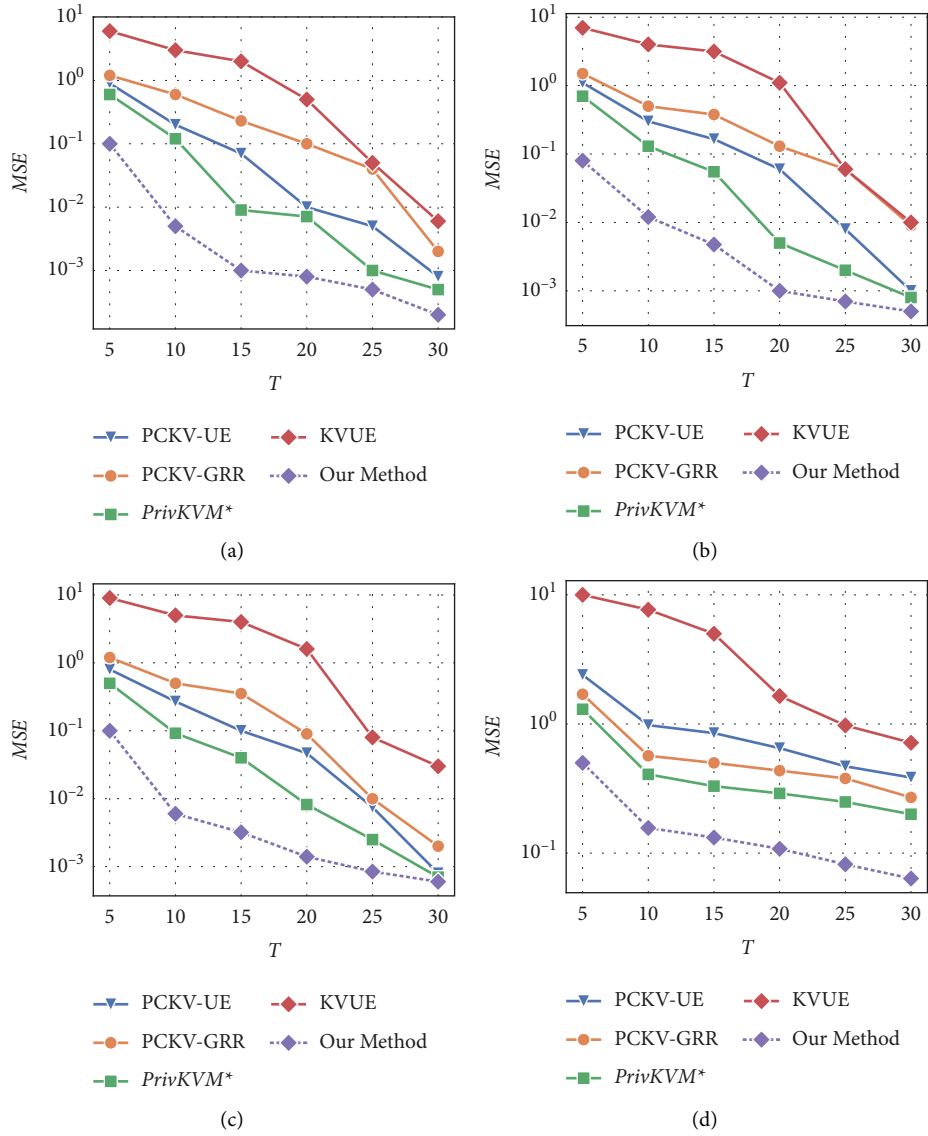 10^1
10^0
10^{-1}
10^{-2}
10^{-3}
MSE
5 10 15 20 25 30
T
PCKV-UE KVUE
PCKV-GRR Our Method
PrivKVM*
(a)
10^1
10^0
10^{-1}
10^{-2}
10^{-3}
MSE
5 10 15 20 25 30
T
PCKV-UE KVUE
PCKV-GRR Our Method
PrivKVM*
(b)
10^1
10^0
10^{-1}
10^{-2}
10^{-3}
MSE
5 10 15 20 25 30
T
PCKV-UE KVUE
PCKV-GRR Our Method
PrivKVM*
(c)
10^1
10^0
10^{-1}
MSE
5 10 15 20 25 30
T
PCKV-UE KVUE
PCKV-GRR Our Method
PrivKVM*
(d)